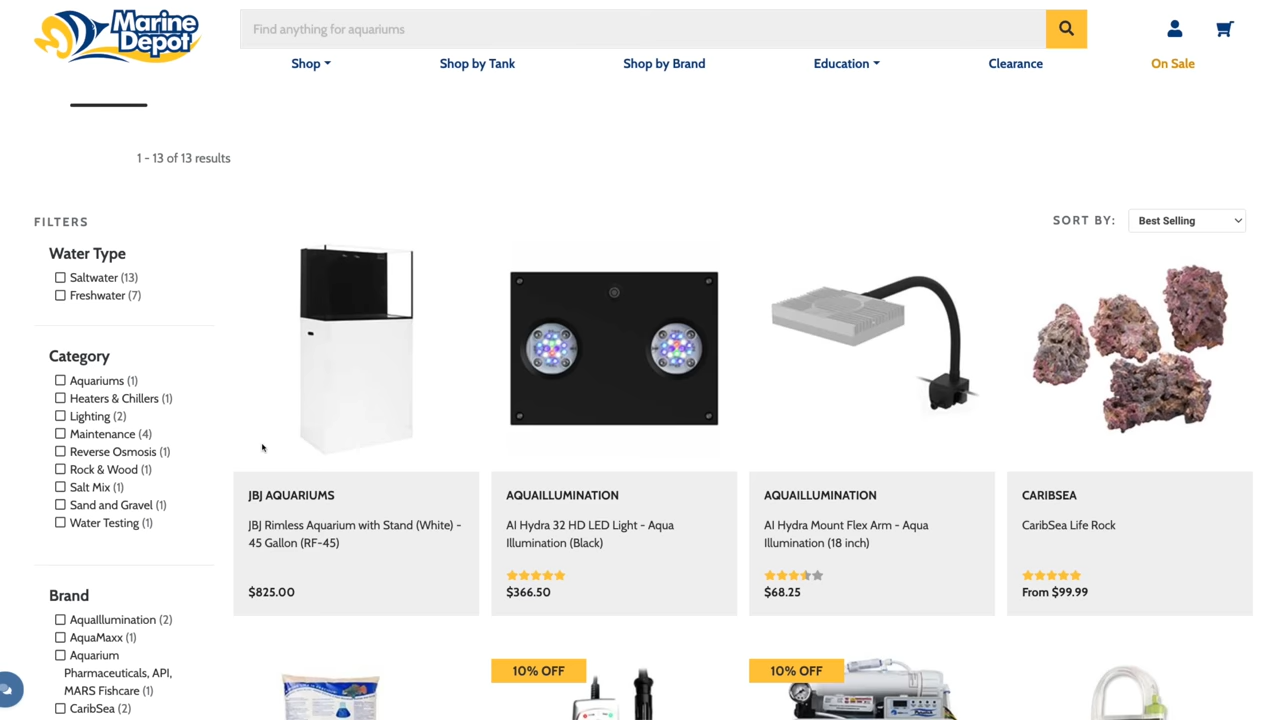 Marine
Depot
Find anything for aquariums
Shop
Shop by Tank
Shop by Brand
Education
Clearance
On Sale
1 - 13 of 13 results
FILTERS
SORT BY:
Best Selling
Water Type
Saltwater (13)
Freshwater (7)
Category
Aquariums (1)
Heaters & Chillers (1)
Lighting (2)
Maintenance (4)
Reverse Osmosis (1)
Rock & Wood (1)
Salt Mix (1)
Sand and Gravel (1)
Water Testing (1)
Brand
AquaIllumination (2)
AquaMaxx (1)
Aquarium
Pharmaceuticals, API,
MARS Fishcare (1)
CaribSea (2)
JBJ AQUARIUMS
JBJ Rimless Aquarium with Stand (White) -
45 Gallon (RF-45)
$825.00
AQUAILLUMINATION
AI Hydra 32 HD LED Light - Aqua
Illumination (Black)
$366.50
AQUAILLUMINATION
AI Hydra Mount Flex Arm - Aqua
Illumination (18 inch)
$68.25
CARIBSEA
CaribSea Life Rock
From $99.99
10% OFF
10% OFF